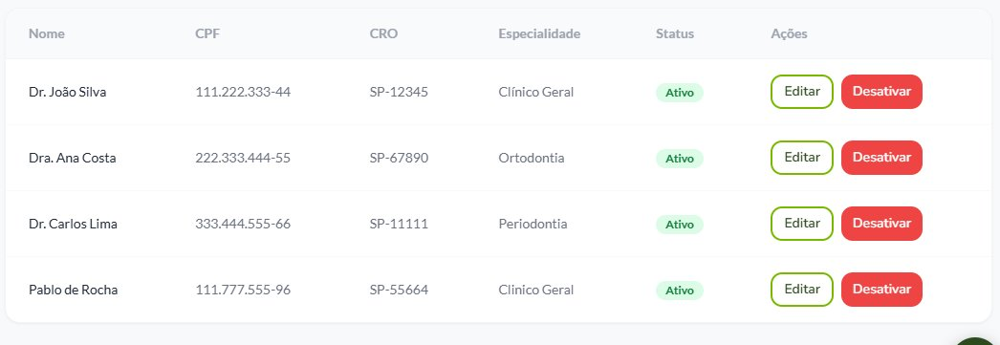 Nome CPF CRO Especialidade Status Ações
Dr. João Silva 111.222.333-44 SP-12345 Clínico Geral Ativo Editar Desativar
Dra. Ana Costa 222.333.444-55 SP-67890 Ortodontia Ativo Editar Desativar
Dr. Carlos Lima 333.444.555-66 SP-11111 Periodontia Ativo Editar Desativar
Pablo de Rocha 111.777.555-96 SP-55664 Clinico Geral Ativo Editar Desativar